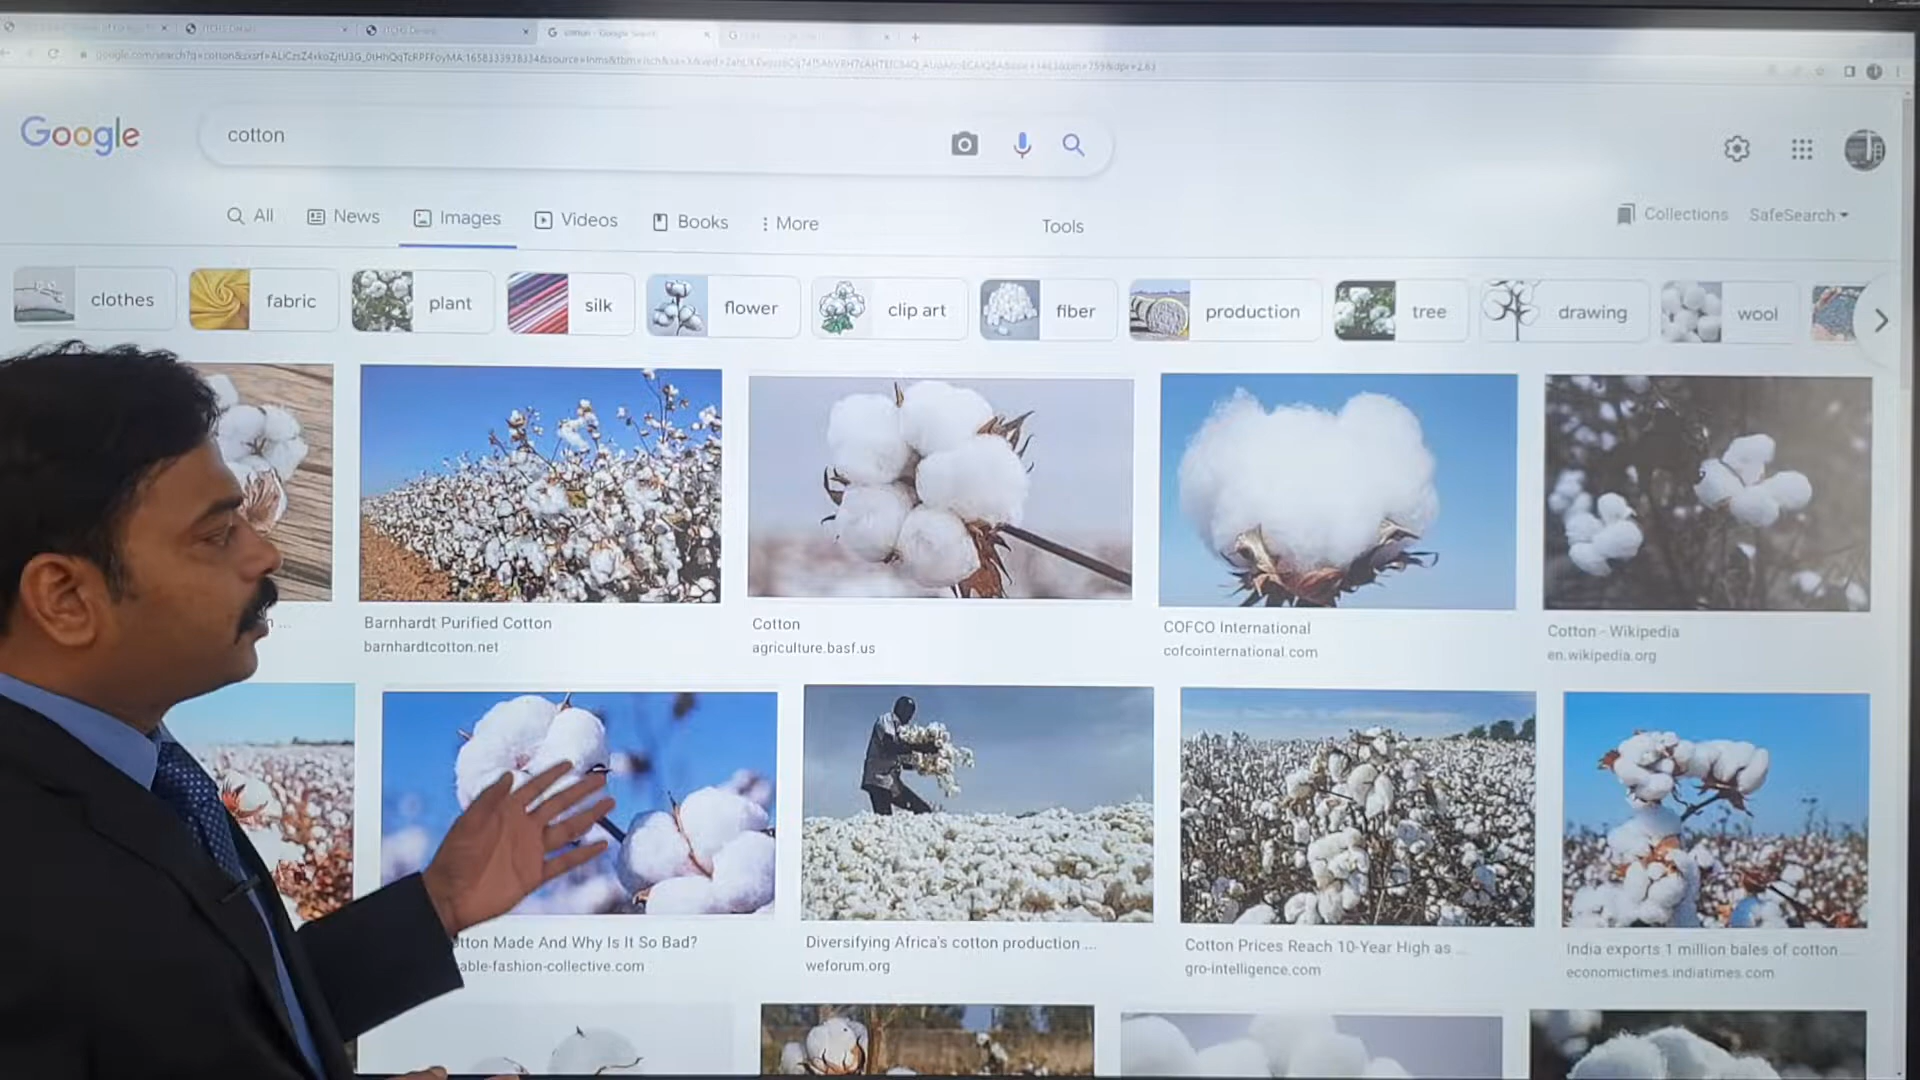 cotton - Google Search
Google
cotton
All
News
Images
Videos
Books
More
Tools
Collections
SafeSearch
clothes
fabric
plant
silk
flower
clip art
fiber
production
tree
drawing
wool
Barnhardt Purified Cotton
barnhardtcotton.net
Cotton
agriculture.basf.us
COFCO International
cofcointernational.com
Cotton - Wikipedia
en.wikipedia.org
tton Made And Why Is It So Bad?
able-fashion-collective.com
Diversifying Africa's cotton production ...
weforum.org
Cotton Prices Reach 10-Year High as ...
gro-intelligence.com
India exports 1 million bales of cotton ...
economictimes.indiatimes.com